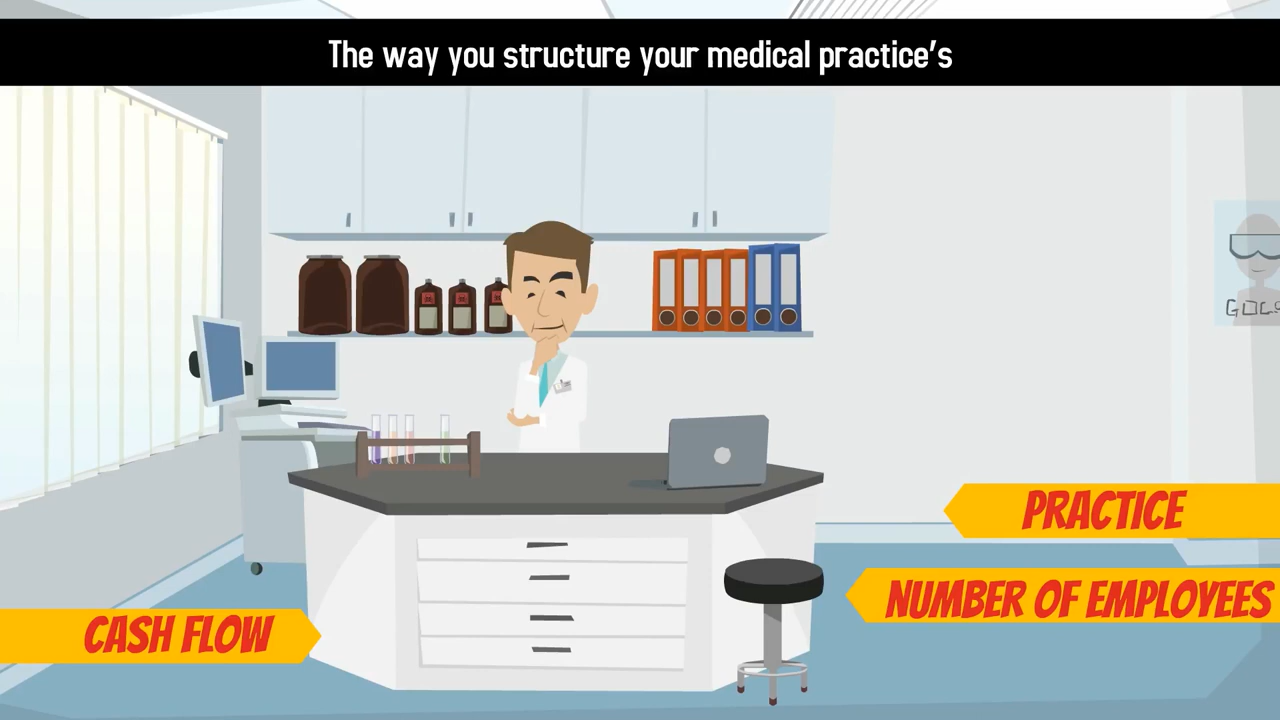 The way you structure your medical practice's
PRACTICE
NUMBER OF EMPLOYEES
CASH FLOW